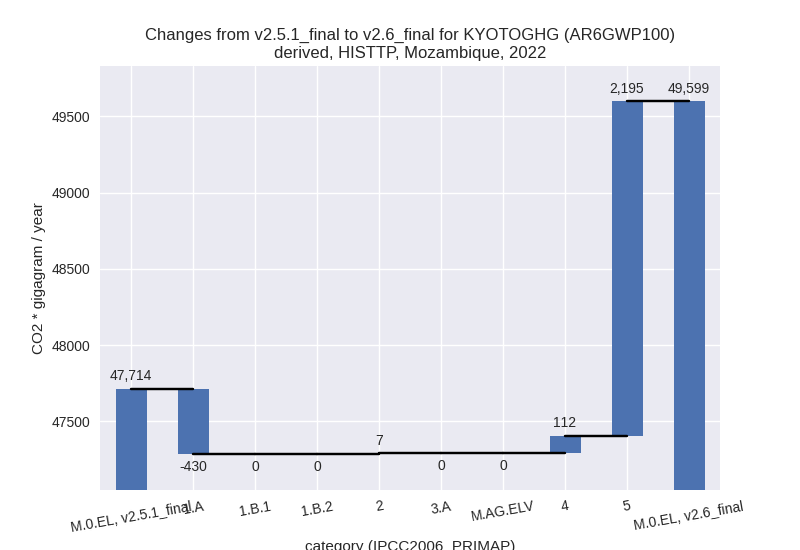 Changes from v2.5.1_final to v2.6_final for KYOTOGHG (AR6GWP100)
derived, HISTTP, Mozambique, 2022
CO2 * gigagram / year
49500
49000
48500
48000
47500
47,714
-430
0
0
7
0
0
112
2,195
49,599
M.0.EL, v2.5.1_final
1.A
1.B.1
1.B.2
2
3.A
M.AG.ELV
4
5
M.0.EL, v2.6_final
category (IPCC2006_PRIMAP)